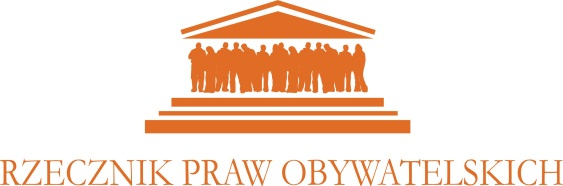 RZECZNIK PRAW OBYWATELSKICH